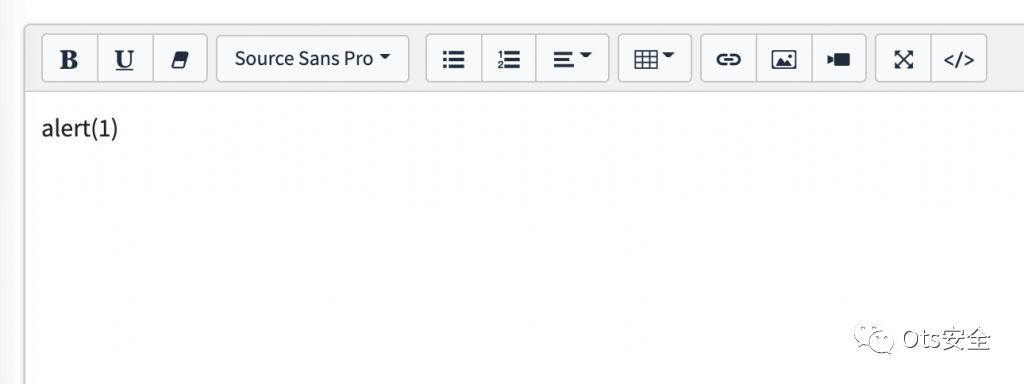 B U Source Sans Pro </>
alert(1)
Ots安全